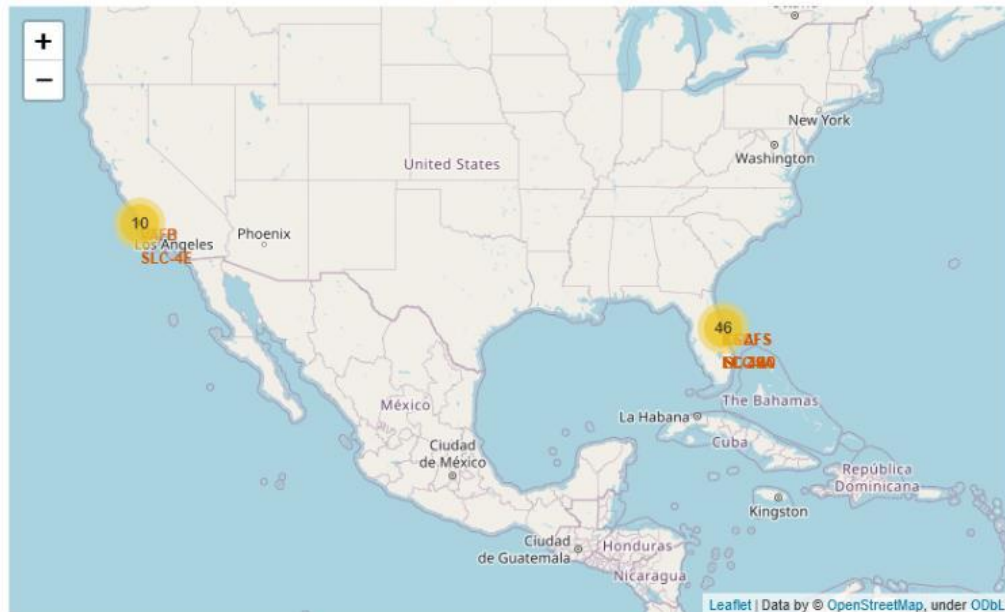 +
−
Ottawa
New York
Washington
United States
10
Los Angeles
SLC-4E
Phoenix
46
The Bahamas
La Habana
México
Cuba
Ciudad
de México
República
Dominicana
Kingston
Ciudad
de Guatemala
Honduras
Nicaragua
Leaflet | Data by © OpenStreetMap, under ODbL